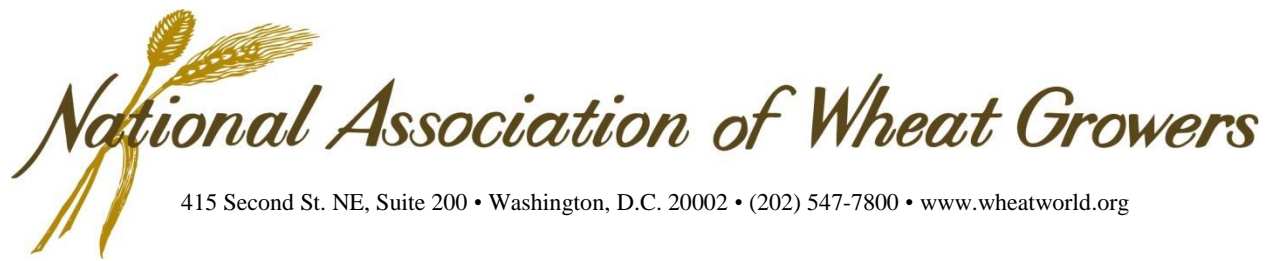 National Association of Wheat Growers
415 Second St. NE, Suite 200 • Washington, D.C. 20002 • (202) 547-7800 • www.wheatworld.org